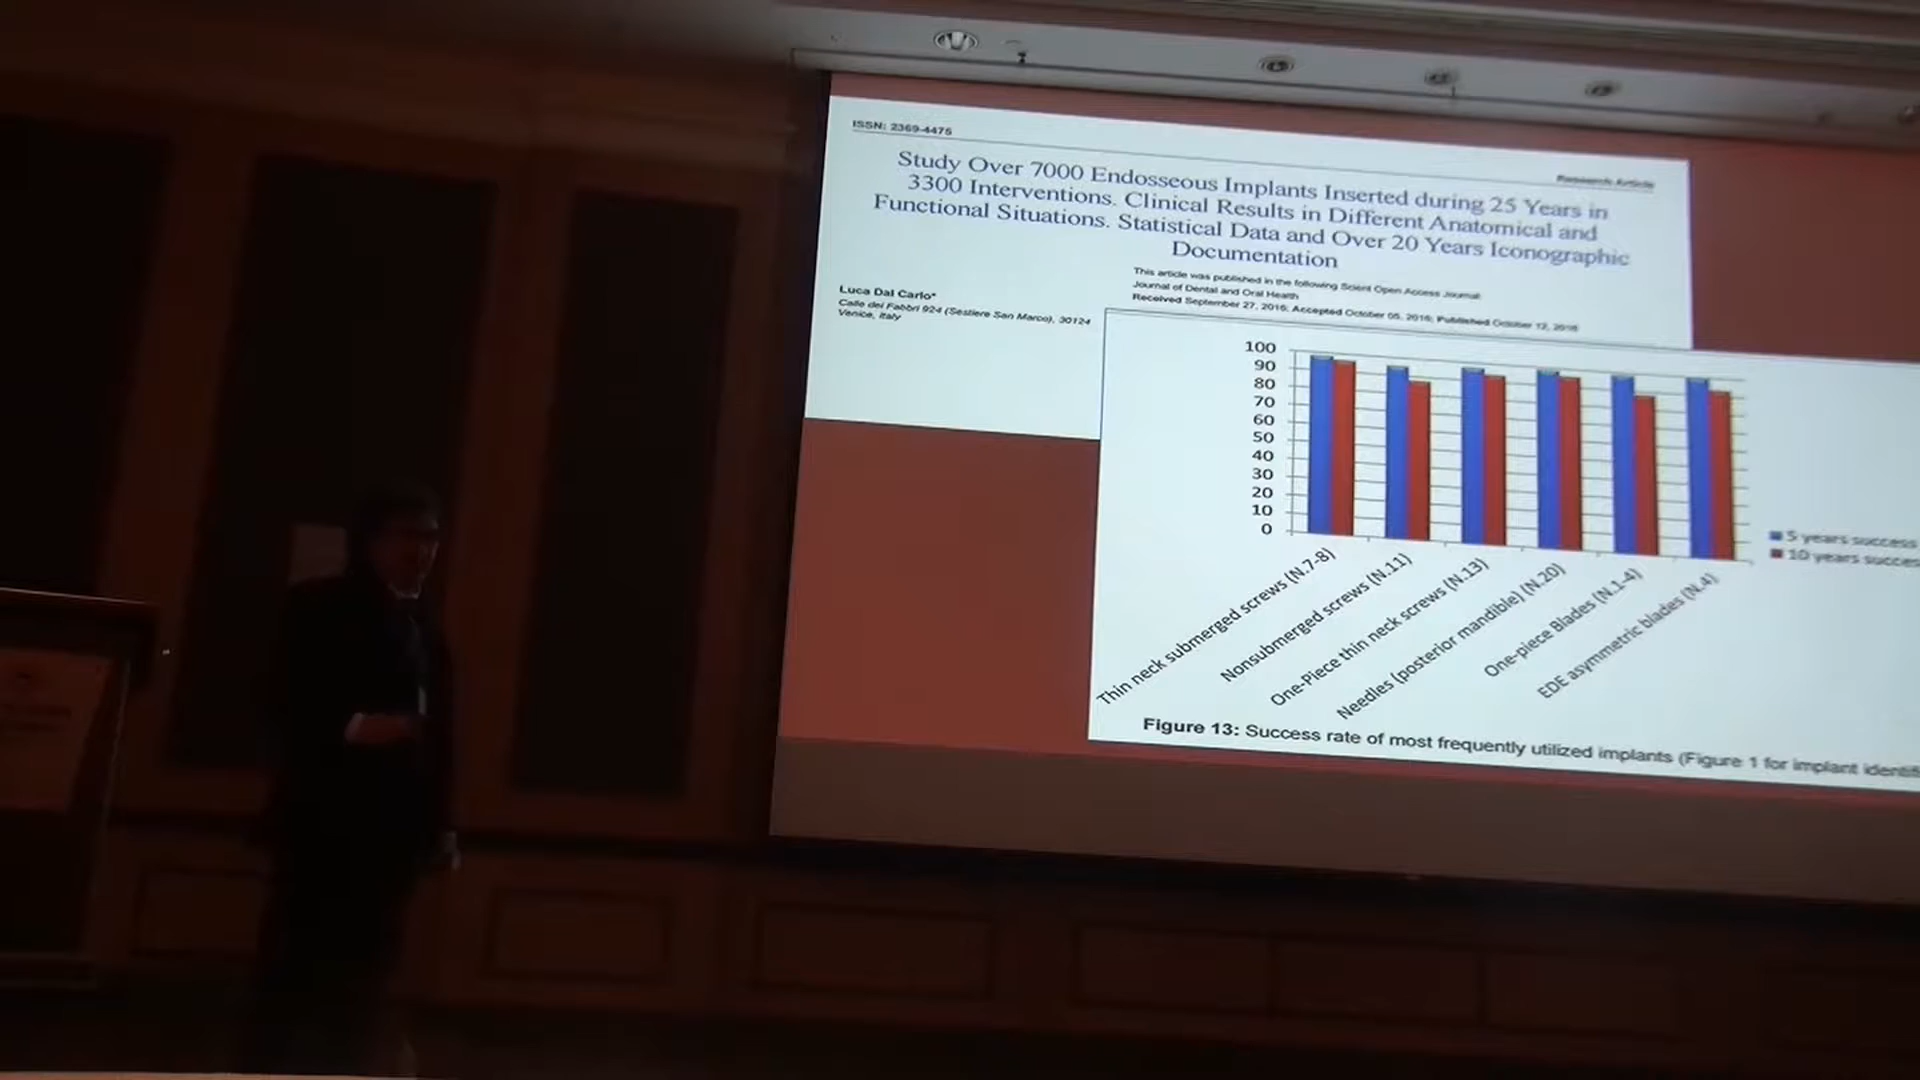 ISSN: 2369-4475
Research Article
Study Over 7000 Endosseous Implants Inserted during 25 Years in
3300 Interventions. Clinical Results in Different Anatomical and
Functional Situations. Statistical Data and Over 20 Years Iconographic
Documentation
This article was published in the following Scient Open Access Journal:
Journal of Dental and Oral Health
Received September 27, 2016; Accepted October 05, 2016; Published October 12, 2016
Luca Dal Carlo*
Calle dei Fabbri 924 (Sestiere San Marco), 30124
Venice, Italy
100
90
80
70
60
50
40
30
20
10
0
5 years success
10 years succes
Thin neck submerged screws (N.7-8)
Nonsubmerged screws (N.11)
One-Piece thin neck screws (N.13)
Needles (posterior mandible) (N.20)
One-piece Blades (N.1-4)
EDE asymmetric blades (N.4)
Figure 13: Success rate of most frequently utilized implants (Figure 1 for implant identif